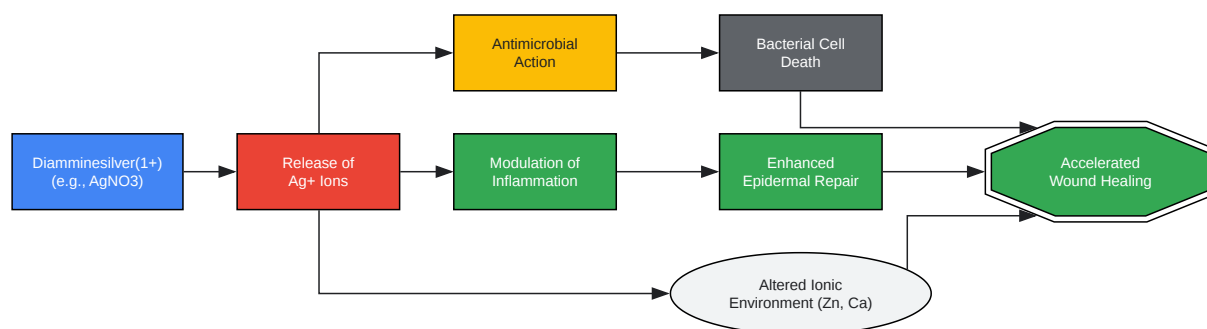 Antimicrobial
Action
Bacterial Cell
Death
Diamminesilver(1+)
(e.g., AgNO3)
Release of
Ag+ Ions
Modulation of
Inflammation
Enhanced
Epidermal Repair
Accelerated
Wound Healing
Altered Ionic
Environment (Zn, Ca)